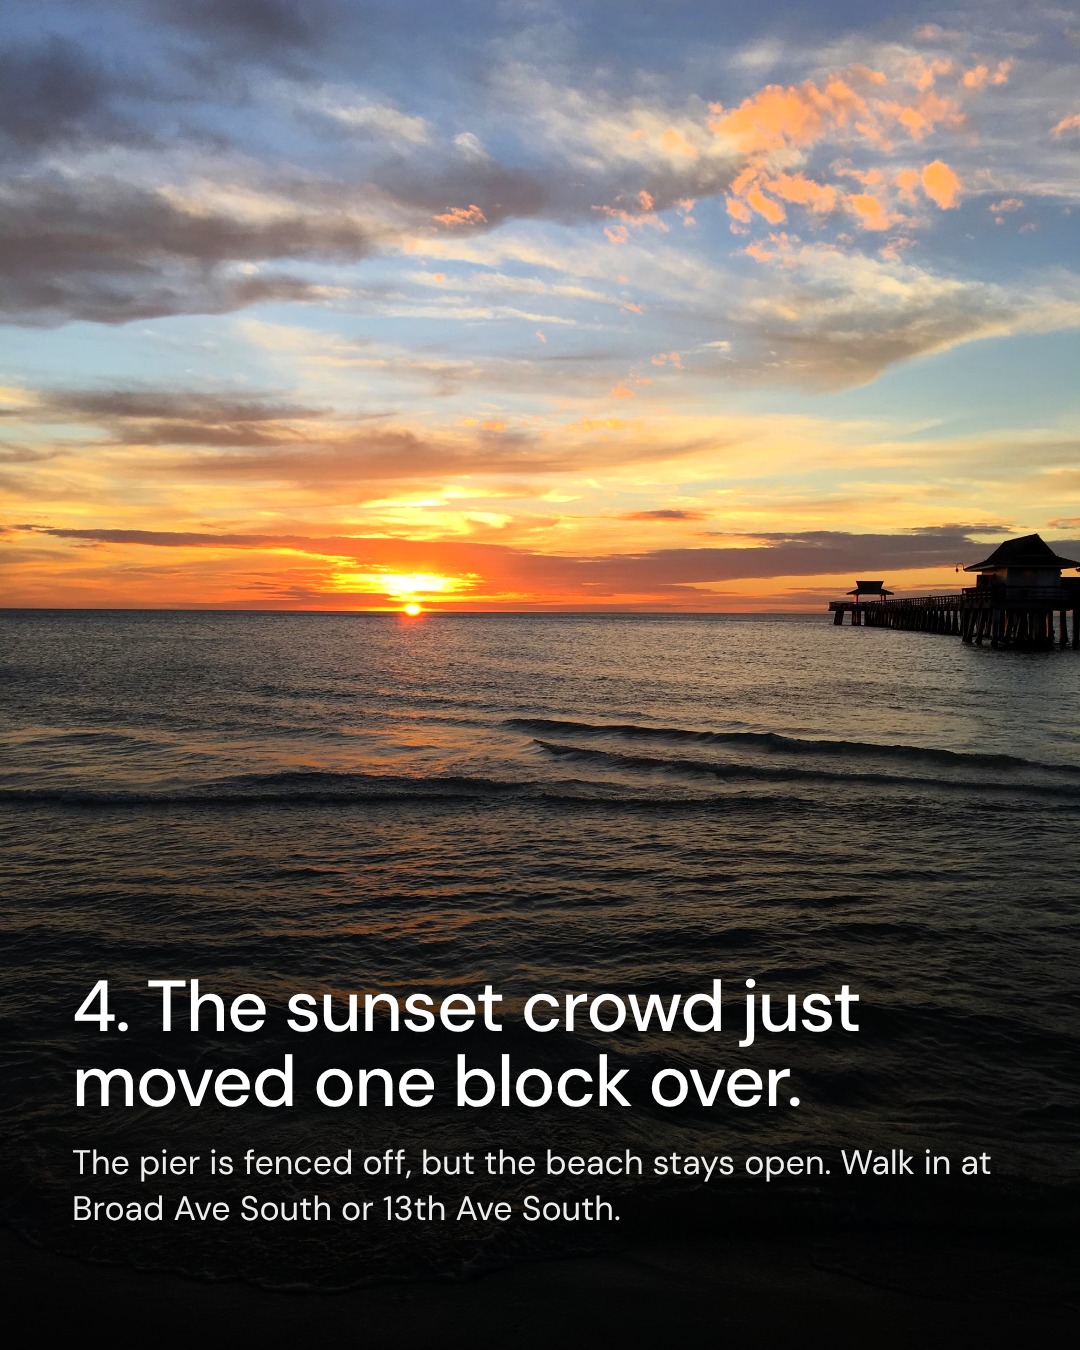 4. The sunset crowd just
moved one block over.
The pier is fenced off, but the beach stays open. Walk in at
Broad Ave South or 13th Ave South.